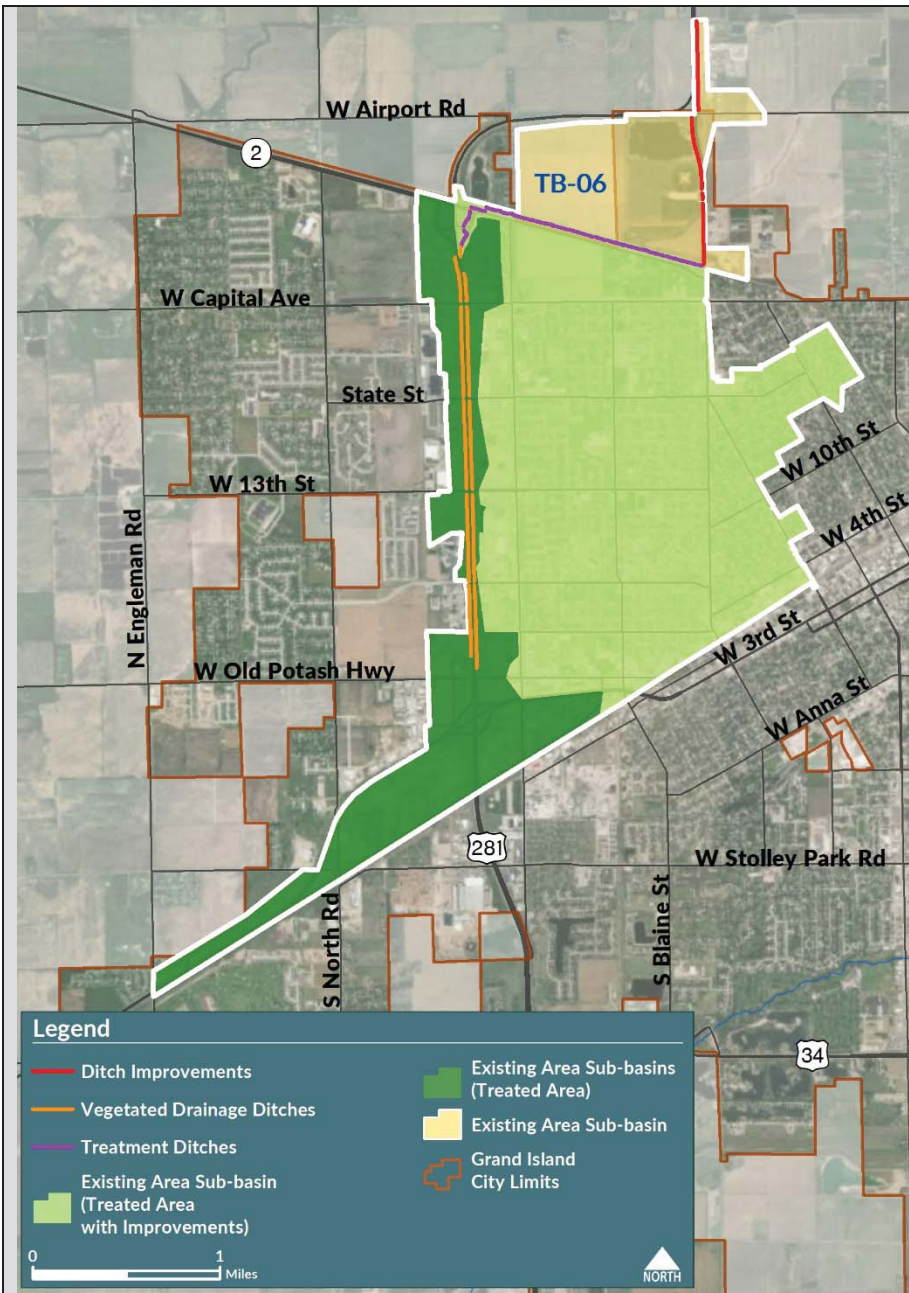 W Airport Rd
2
TB-06
W Capital Ave
State St
W 10th St
W 13th St
W 4th St
N Engleman Rd
W 3rd St
W Old Potash Hwy
W Anna St
281
W Stolley Park Rd
S North Rd
S Blaine St
34
Legend
Ditch Improvements
Vegetated Drainage Ditches
Treatment Ditches
Existing Area Sub-basin
(Treated Area
with Improvements)
Existing Area Sub-basins
(Treated Area)
Existing Area Sub-basin
Grand Island
City Limits
0 1
Miles
NORTH